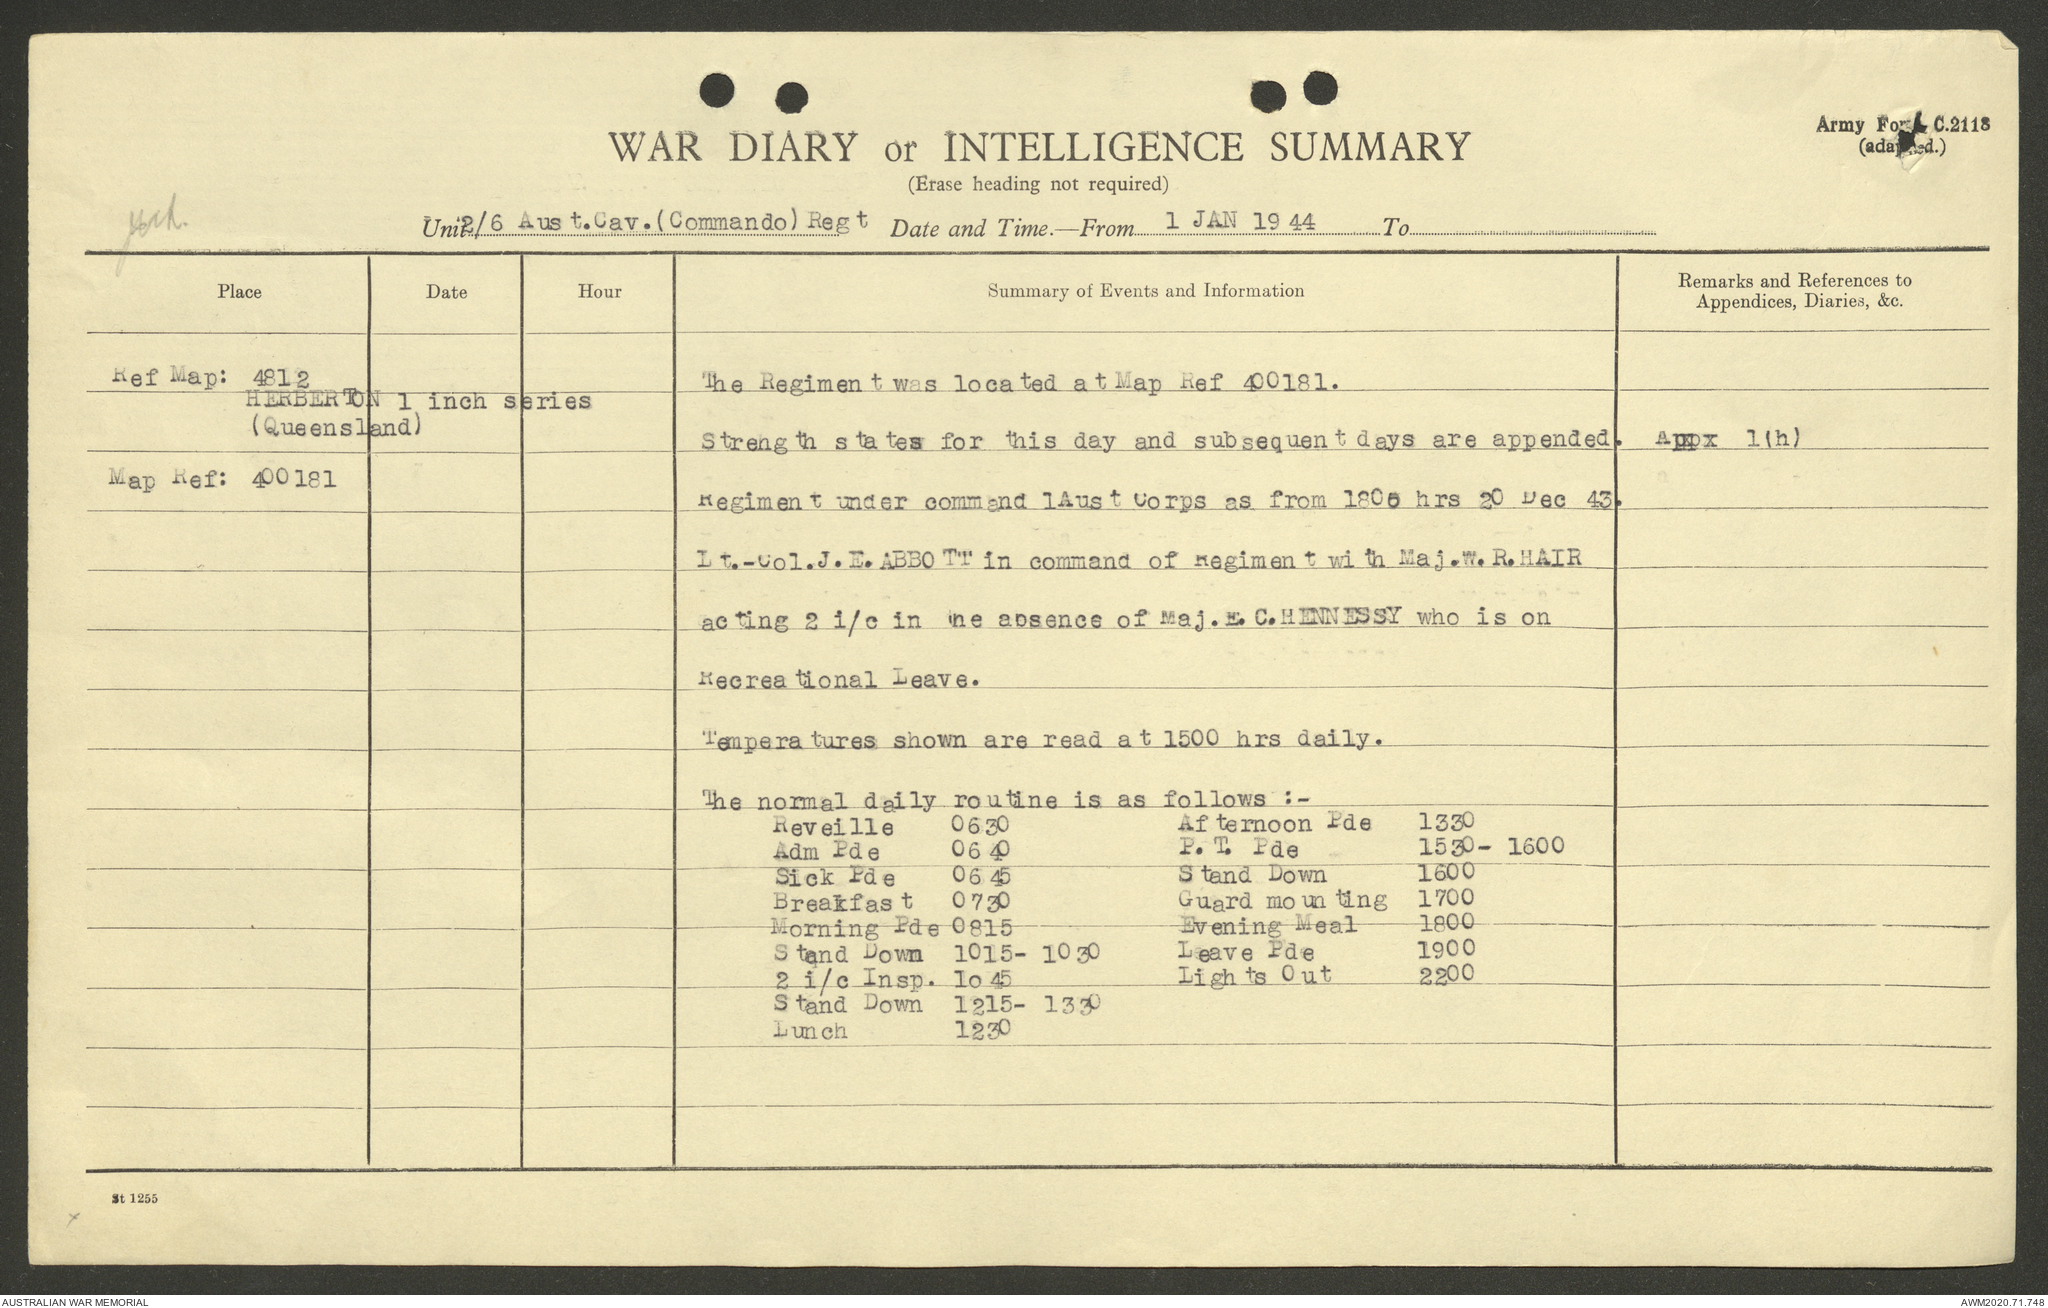 Army Form C.2118
(adapted.)
WAR DIARY or INTELLIGENCE SUMMARY
(Erase heading not required)
Unit 2/6 Aust.Cav.(Commando) Regt Date and Time.—From 1 JAN 1944 To
Place Date Hour Summary of Events and Information Remarks and References to
Appendices, Diaries, &c.
Ref Map: 4812
HERBERTON 1 inch series
(Queensland)
Map Ref: 400181
The Regiment was located at Map Ref 400181.
Strength states for this day and subsequent days are appended. Appx 1(h)
Regiment under command 1Aust Corps as from 1800 hrs 20 Dec 43.
Lt.-Col.J.E.ABBOTT in command of Regiment with Maj.W.R.HAIR
acting 2 i/c in the absence of Maj.E.C.HENNESSY who is on
Recreational Leave.
Temperatures shown are read at 1500 hrs daily.
The normal daily routine is as follows :-
Reveille 0630 Afternoon Pde 1330
Adm Pde 0640 P.T. Pde 1530- 1600
Sick Pde 0645 Stand Down 1600
Breakfast 0730 Guard mounting 1700
Morning Pde 0815 Evening Meal 1800
Stand Down 1015- 1030 Leave Pde 1900
2 i/c Insp. 1045 Lights Out 2200
Stand Down 1215- 1330
Lunch 1230
St 1255
AUSTRALIAN WAR MEMORIAL AWM2020.71.748